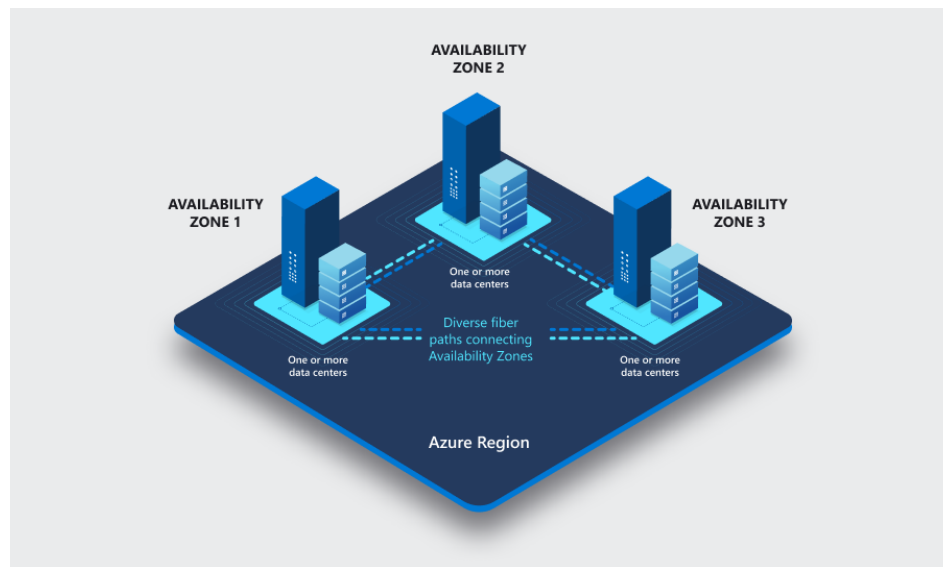 AVAILABILITY
ZONE 2
AVAILABILITY
ZONE 1
AVAILABILITY
ZONE 3
One or more
data centers
Diverse fiber
paths connecting
Availability Zones
One or more
data centers
One or more
data centers
Azure Region